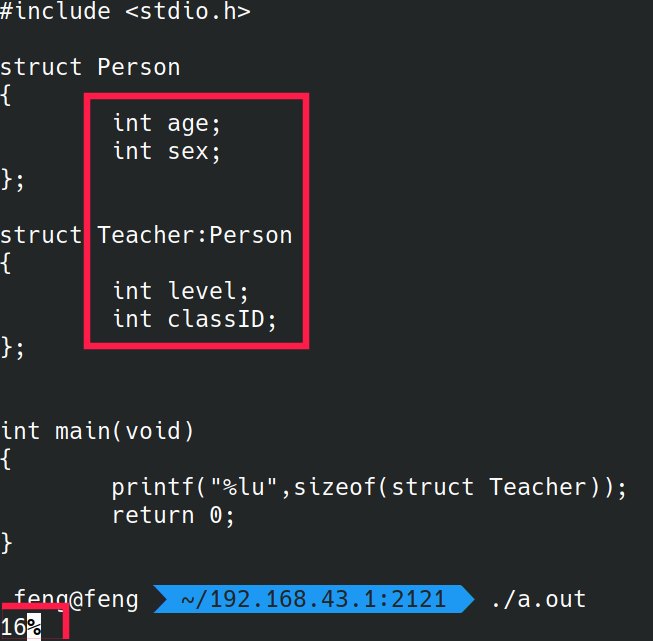 #include <stdio.h>
struct Person
{
int age;
int sex;
};
struct Teacher:Person
{
int level;
int classID;
};
int main(void)
{
printf("%lu",sizeof(struct Teacher));
return 0;
}
feng@feng ~/192.168.43.1:2121 ./a.out
16%